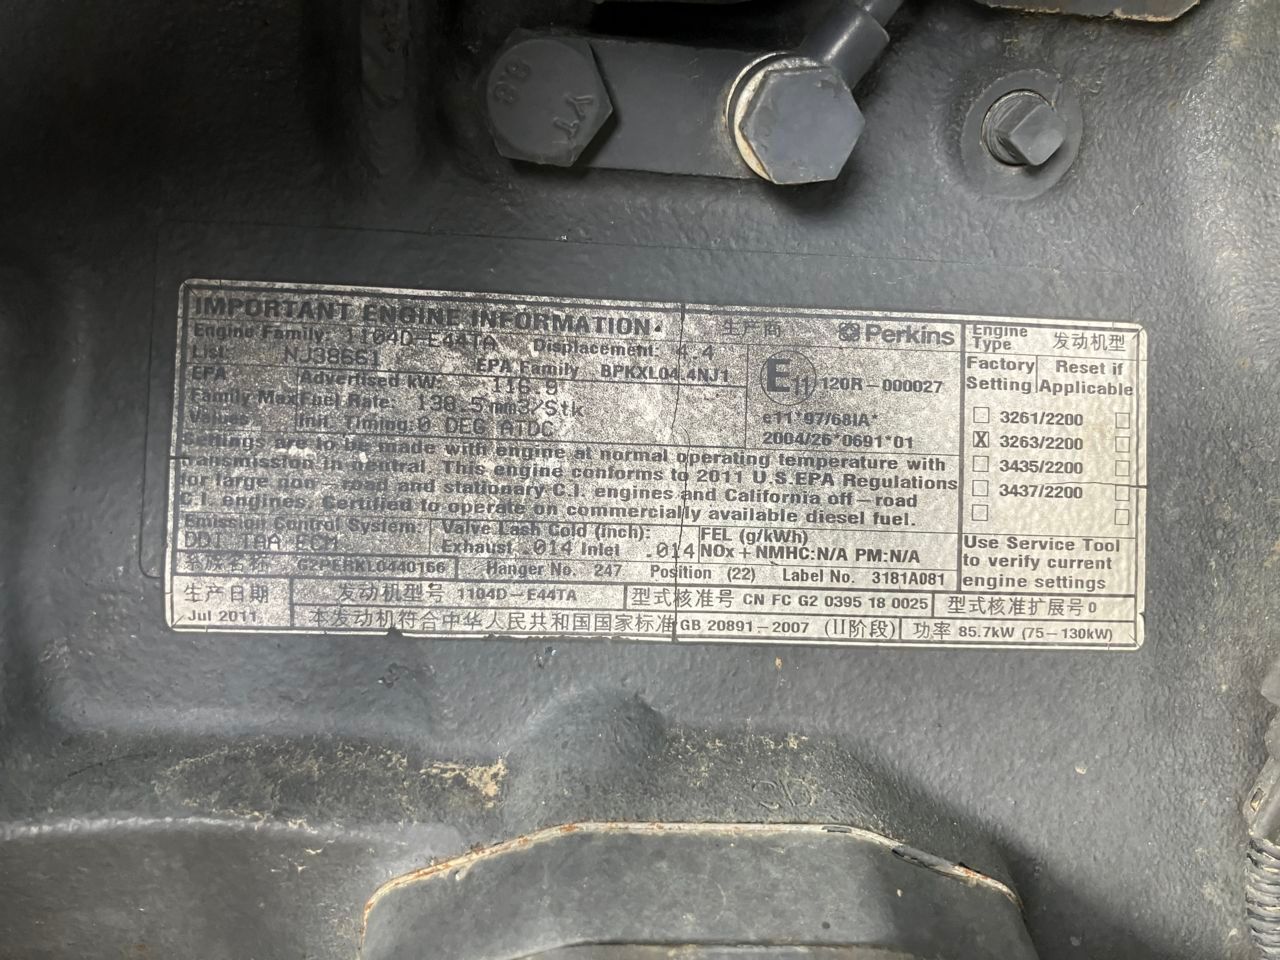 IMPORTANT ENGINE INFORMATION. 生产商 Perkins
Engine Family: 1104D-E44TA Displacement: 4.4
List: NJ38661 EPA Family BPKXL04.4NJ1
EPA Advertised kW: 116.9
Family Max Fuel Rate: 138.5 mm3/Stk
Values Init. Timing: 0 DEG ATDC
E11 120R-000027
e11*97/68IA*
2004/26*0691*01
Settings are to be made with engine at normal operating temperature with
transmission in neutral. This engine conforms to 2011 U.S.EPA Regulations
for large non-road and stationary C.I. engines and California off-road
C.I. engines. Certified to operate on commercially available diesel fuel.
Emission Control System:
DDI TAA ECM
Valve Lash Cold (inch):
Exhaust .014 Inlet .014
FEL (g/kWh)
NOx+NMHC:N/A PM:N/A
系族名称 G2PERKL0440166 Hanger No. 247 Position (22) Label No. 3181A081
Engine Type 发动机型
Factory Setting
Reset if Applicable
3261/2200
X 3263/2200
3435/2200
3437/2200
Use Service Tool
to verify current
engine settings
生产日期
Jul 2011
发动机型号 1104D-E44TA 型式核准号 CN FC G2 0395 18 0025 型式核准扩展号 0
本发动机符合中华人民共和国国家标准 GB 20891-2007 (II阶段) 功率 85.7kW (75-130kW)